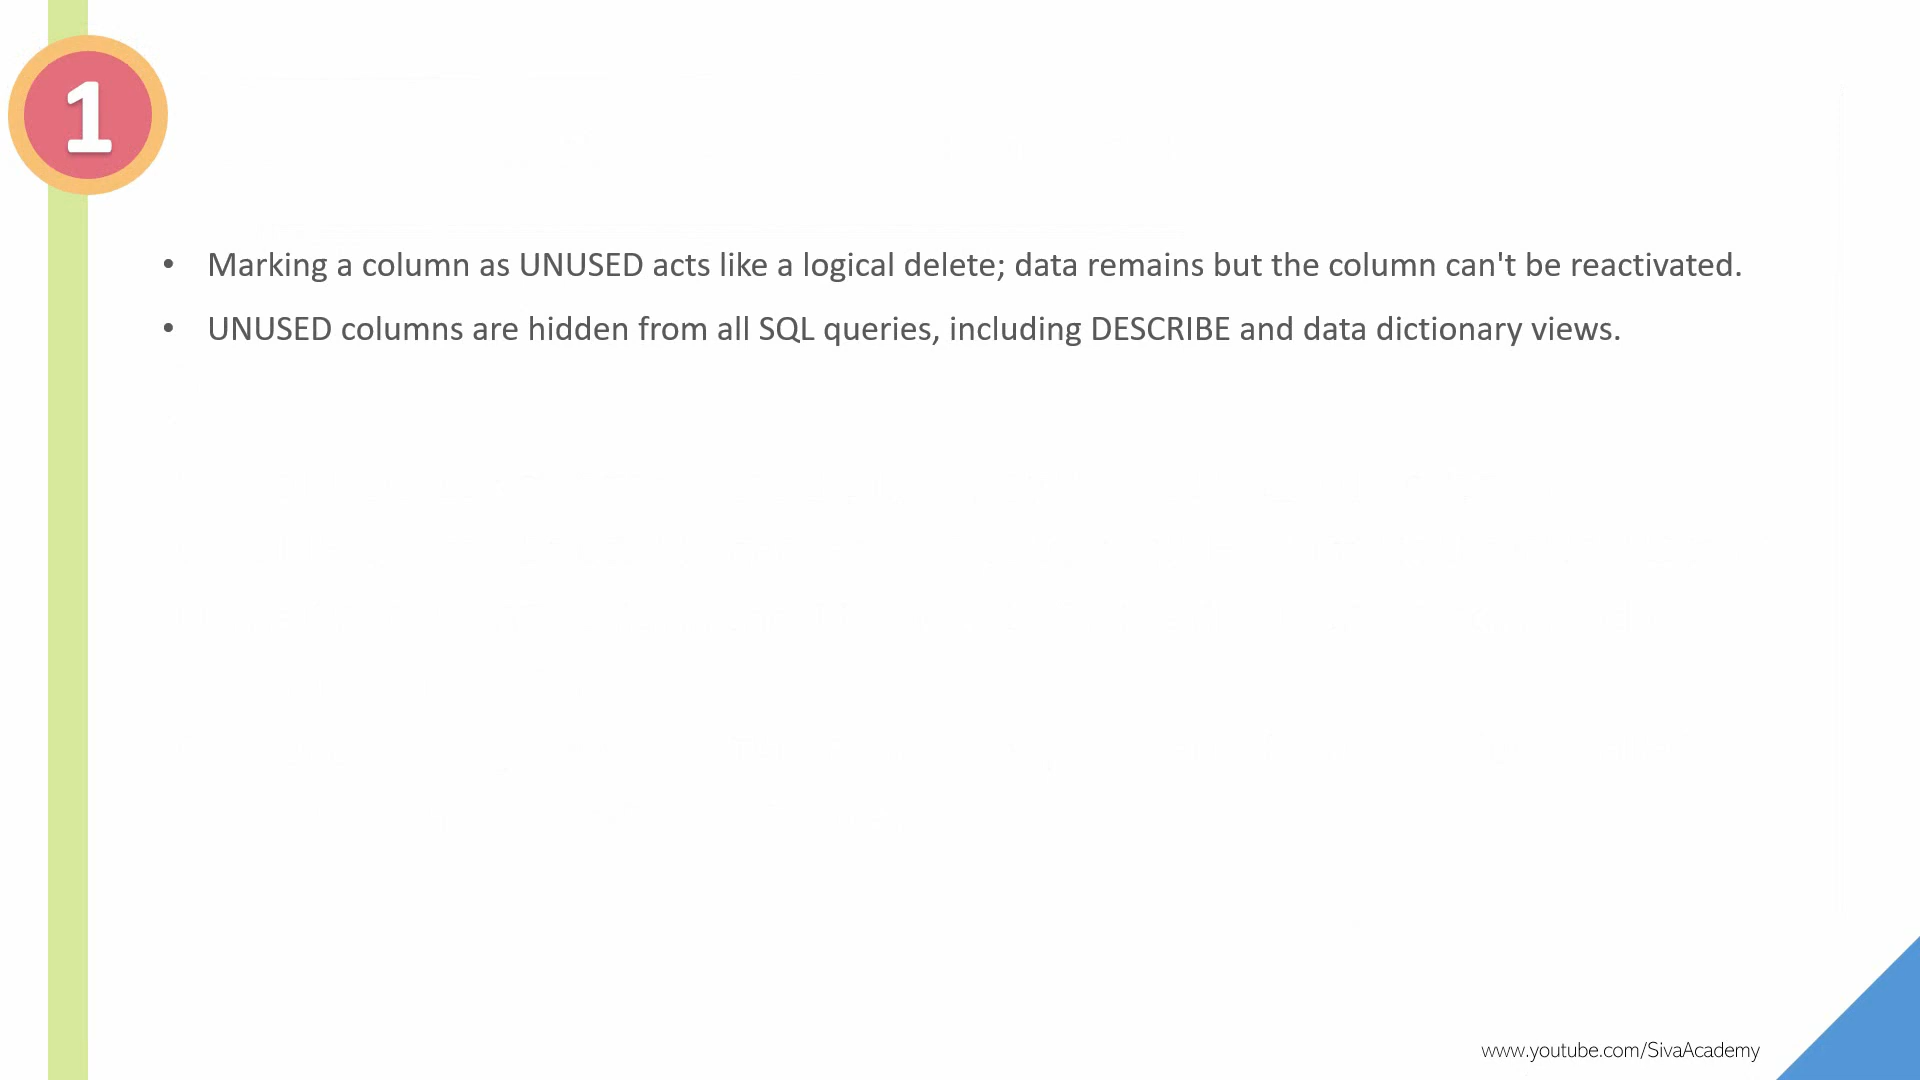 1
• Marking a column as UNUSED acts like a logical delete; data remains but the column can't be reactivated.
• UNUSED columns are hidden from all SQL queries, including DESCRIBE and data dictionary views.
www.youtube.com/SivaAcademy